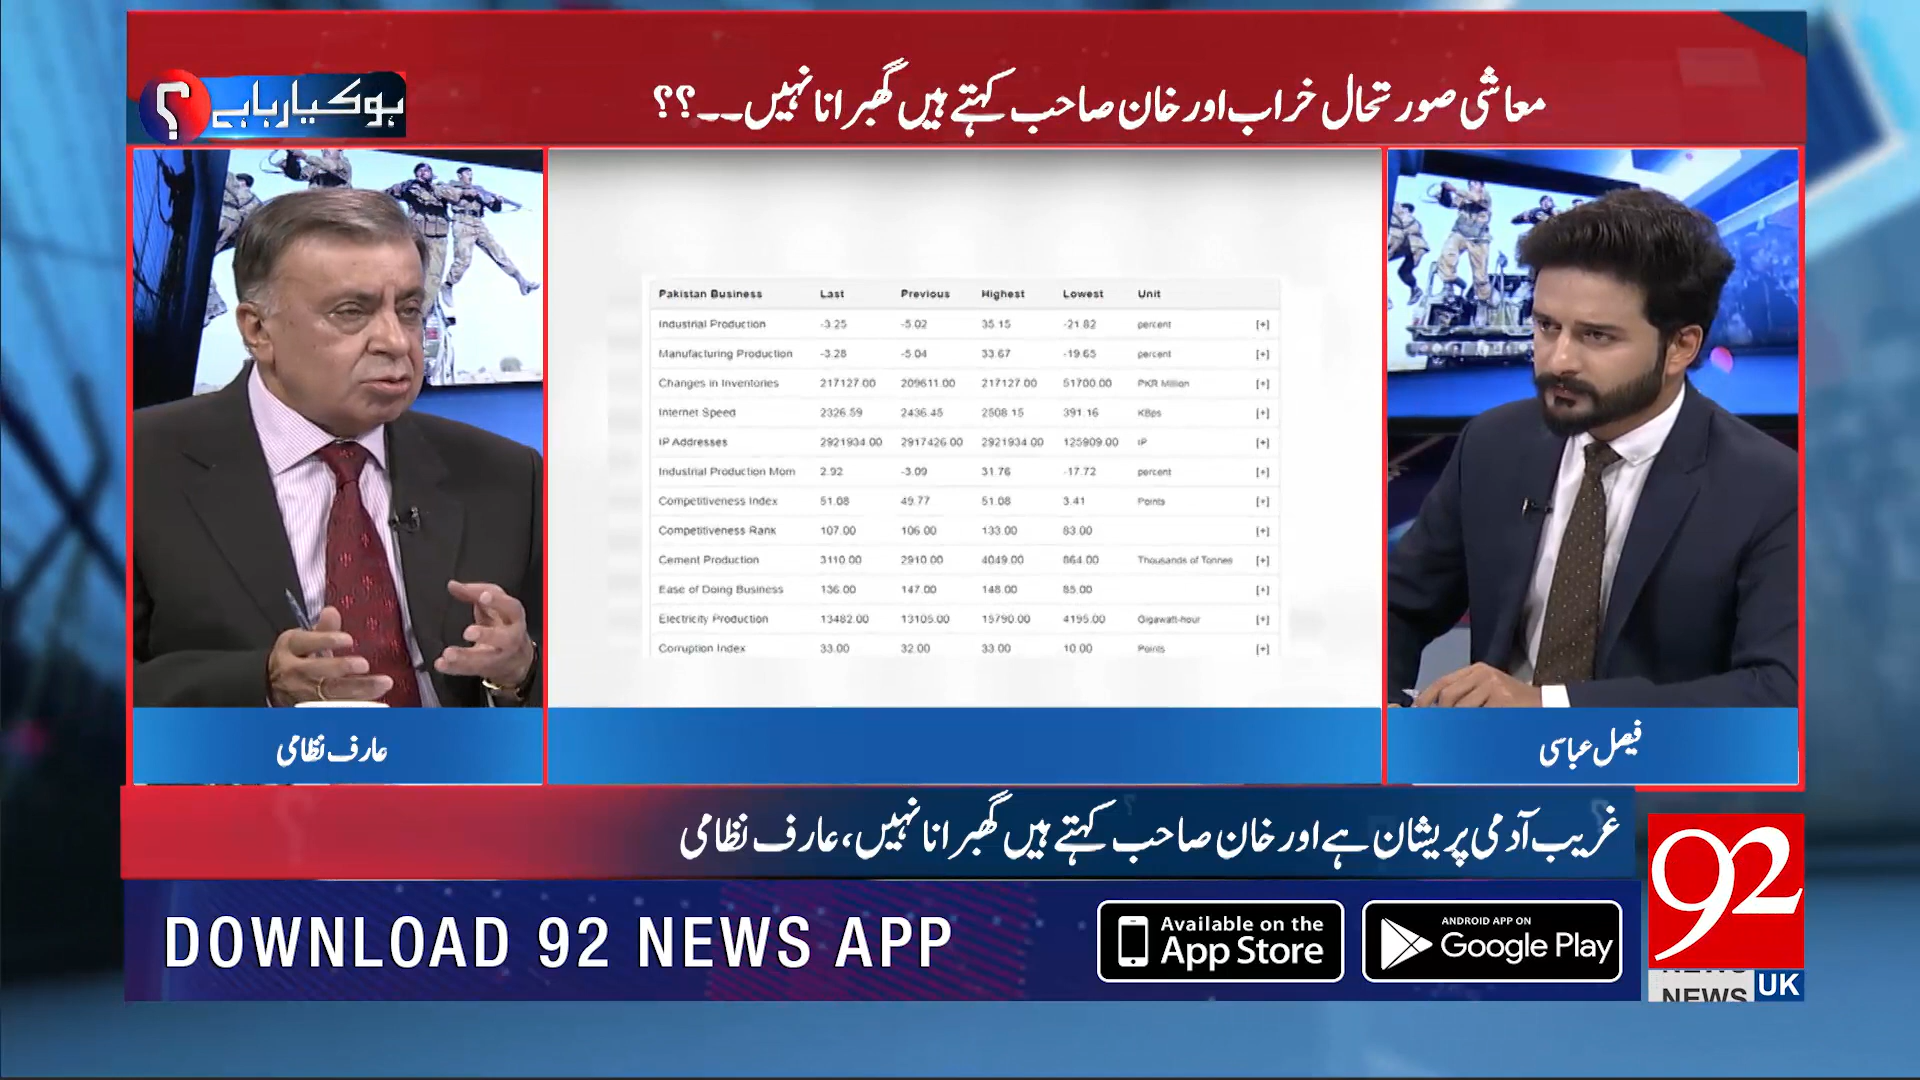 معاشی صورتحال خراب اور خان صاحب کہتے ہیں گھبرانا نہیں۔۔؟؟
ہو کیا رہا ہے؟
Pakistan Business Last Previous Highest Lowest Unit
Industrial Production -3.25 -5.02 35.15 -21.82 percent [+]
Manufacturing Production -3.28 -5.04 33.67 -19.65 percent [+]
Changes in Inventories 217127.00 209611.00 217127.00 51700.00 PKR Million [+]
Internet Speed 2326.59 2436.45 2508.15 391.16 KBps [+]
IP Addresses 2921934.00 2917426.00 2921934.00 125909.00 IP [+]
Industrial Production Mom 2.92 -3.09 31.76 -17.72 percent [+]
Competitiveness Index 51.08 49.77 51.08 3.41 Points [+]
Competitiveness Rank 107.00 106.00 133.00 83.00 [+]
Cement Production 3110.00 2910.00 4049.00 864.00 Thousands of Tonnes [+]
Ease of Doing Business 136.00 147.00 148.00 85.00 [+]
Electricity Production 13482.00 13105.00 15790.00 4195.00 Gigawatt-hour [+]
Corruption Index 33.00 32.00 33.00 10.00 Points [+]
فیصل عباسی
عارف نظامی
غریب آدمی پریشان ہے اور خان صاحب کہتے ہیں گھبرانا نہیں، عارف نظامی
DOWNLOAD 92 NEWS APP
Available on the
App Store
ANDROID APP ON
Google Play
92
NEWS UK